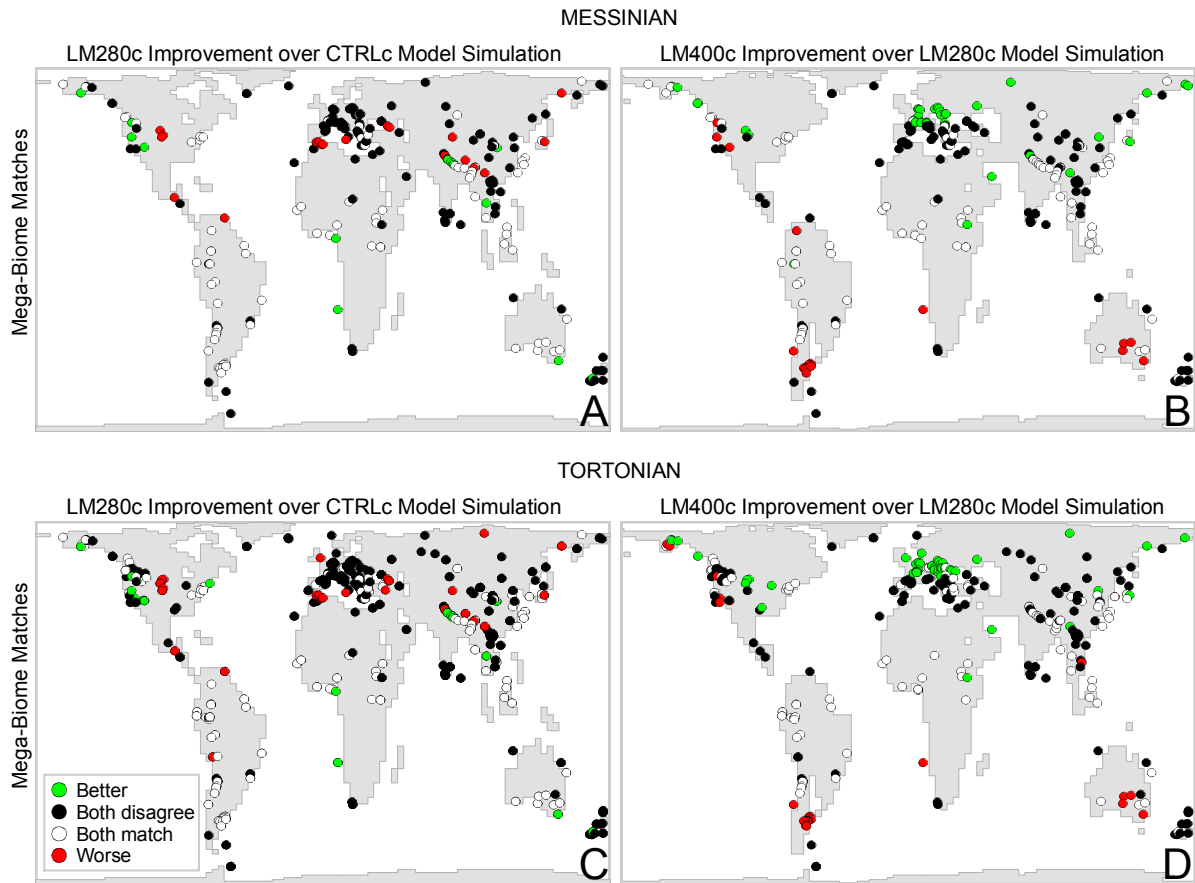 MESSINIAN
LM280c Improvement over CTRLc Model Simulation
LM400c Improvement over LM280c Model Simulation
Mega-Biome Matches
A
B
TORTONIAN
LM280c Improvement over CTRLc Model Simulation
LM400c Improvement over LM280c Model Simulation
Mega-Biome Matches
Better
Both disagree
Both match
Worse
C
D